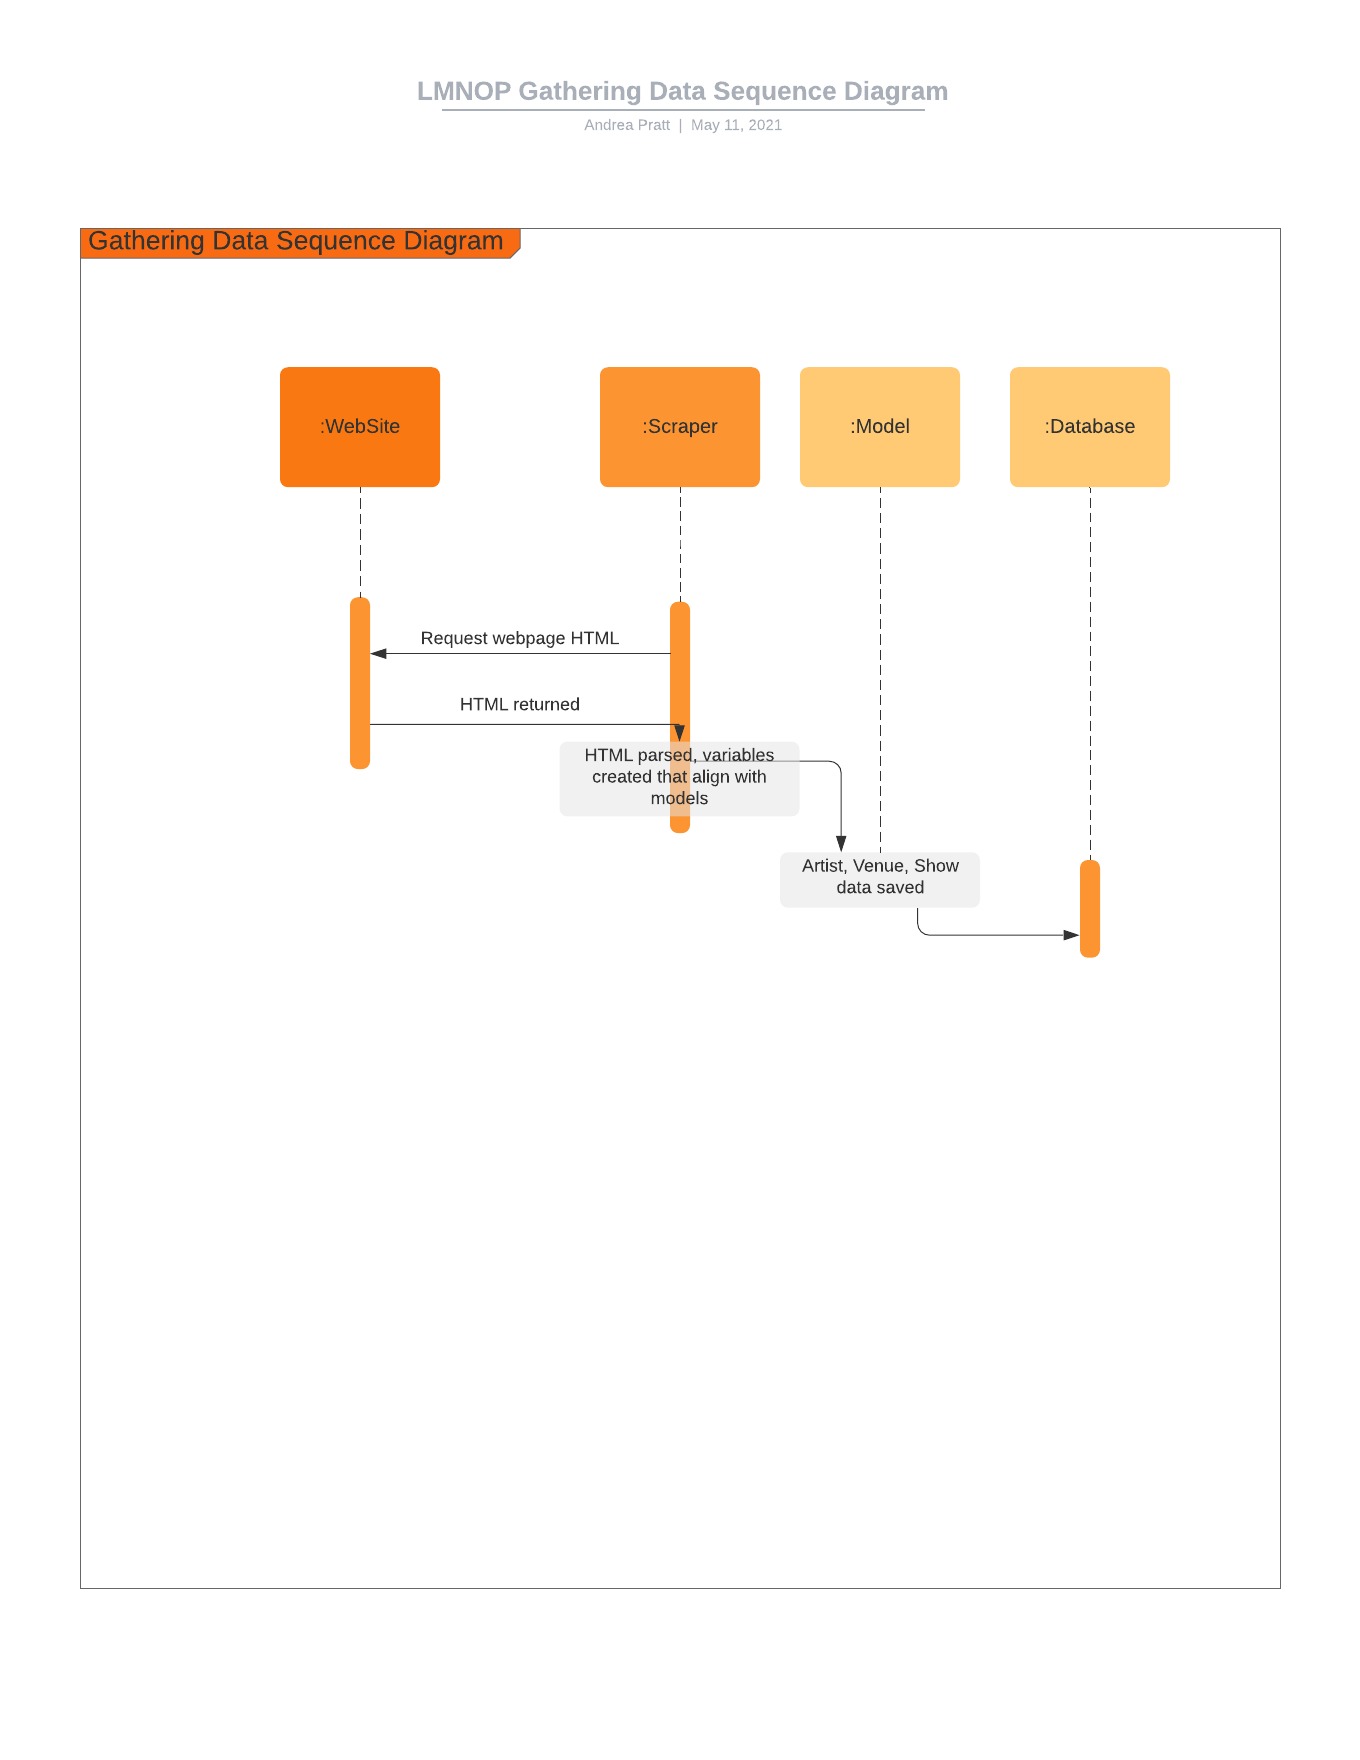 LMNOP Gathering Data Sequence Diagram
Andrea Pratt | May 11, 2021
Gathering Data Sequence Diagram
:WebSite
:Scraper
:Model
:Database
Request webpage HTML
HTML returned
HTML parsed, variables
created that align with
models
Artist, Venue, Show
data saved